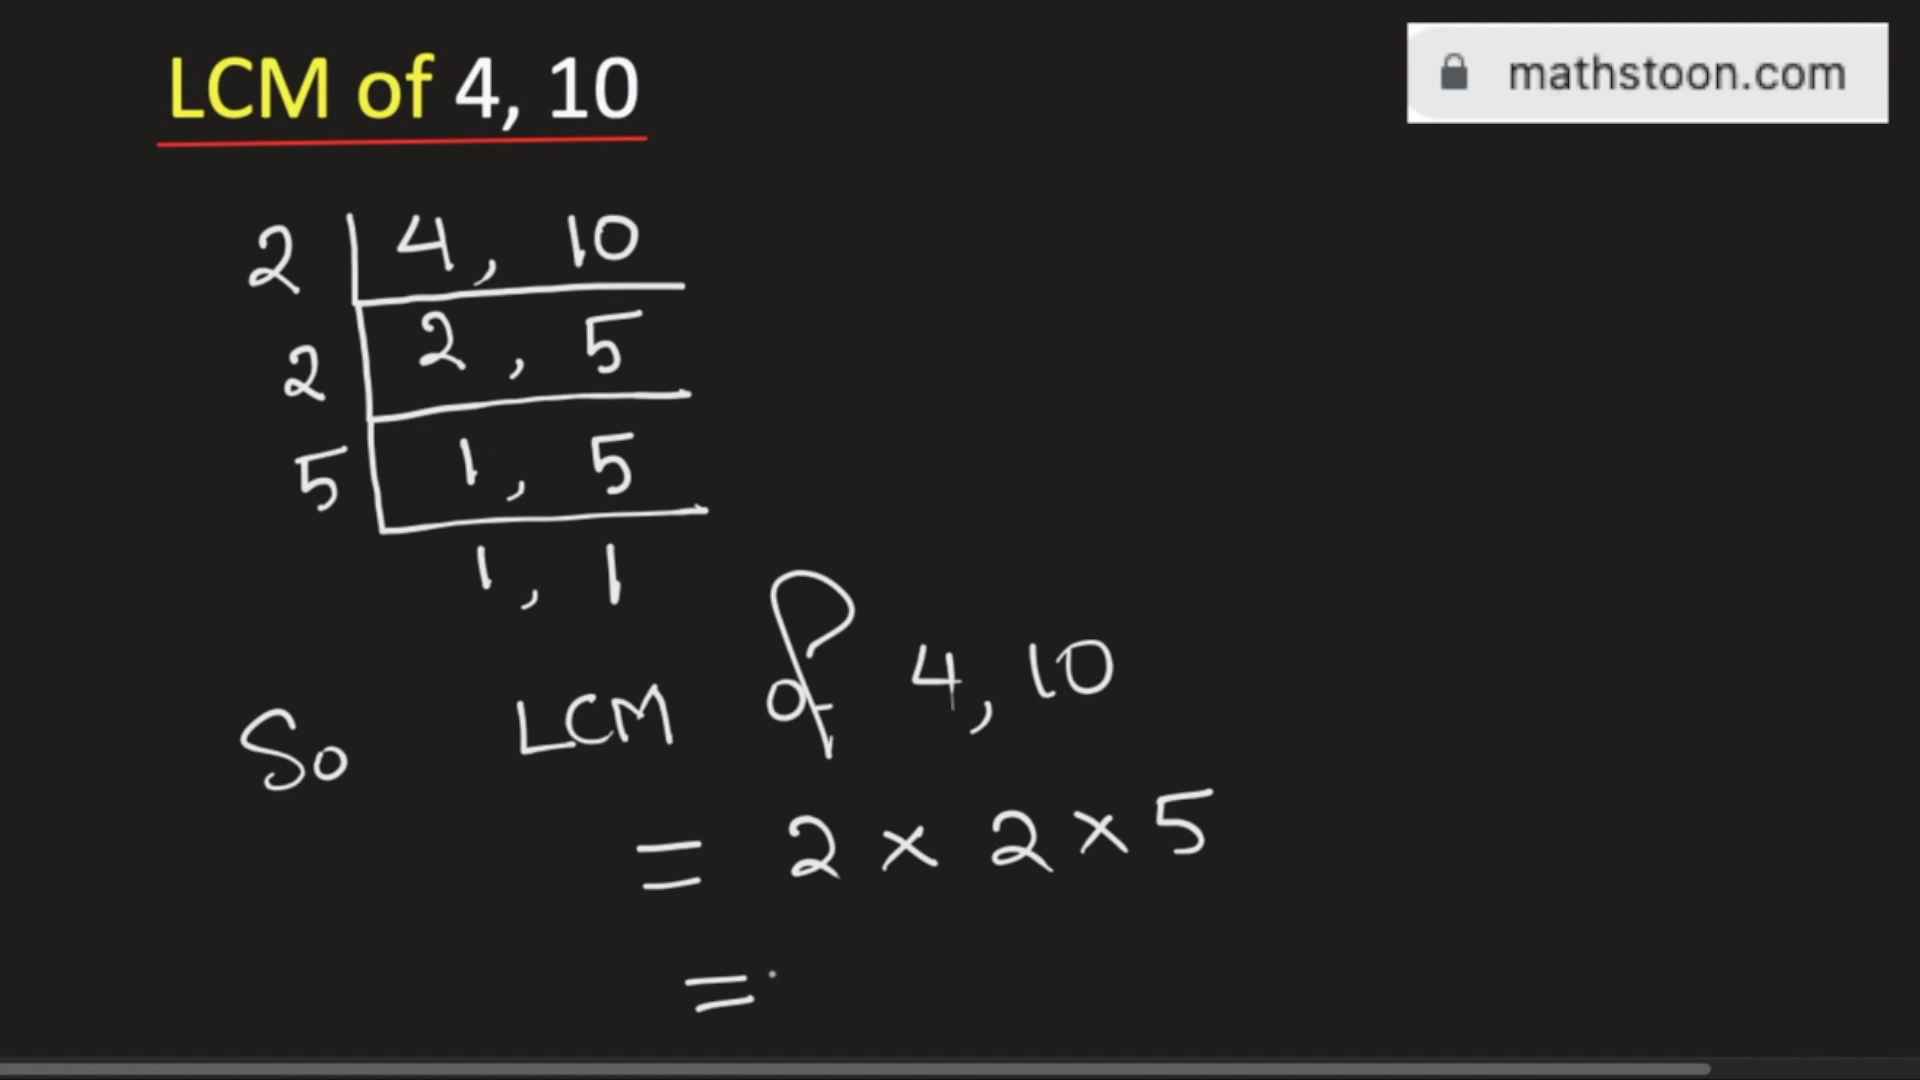 LCM of 4, 10
mathstoon.com
2 4, 10
2 2, 5
5 1, 5
1, 1
So LCM of 4, 10
= 2 × 2 × 5
=